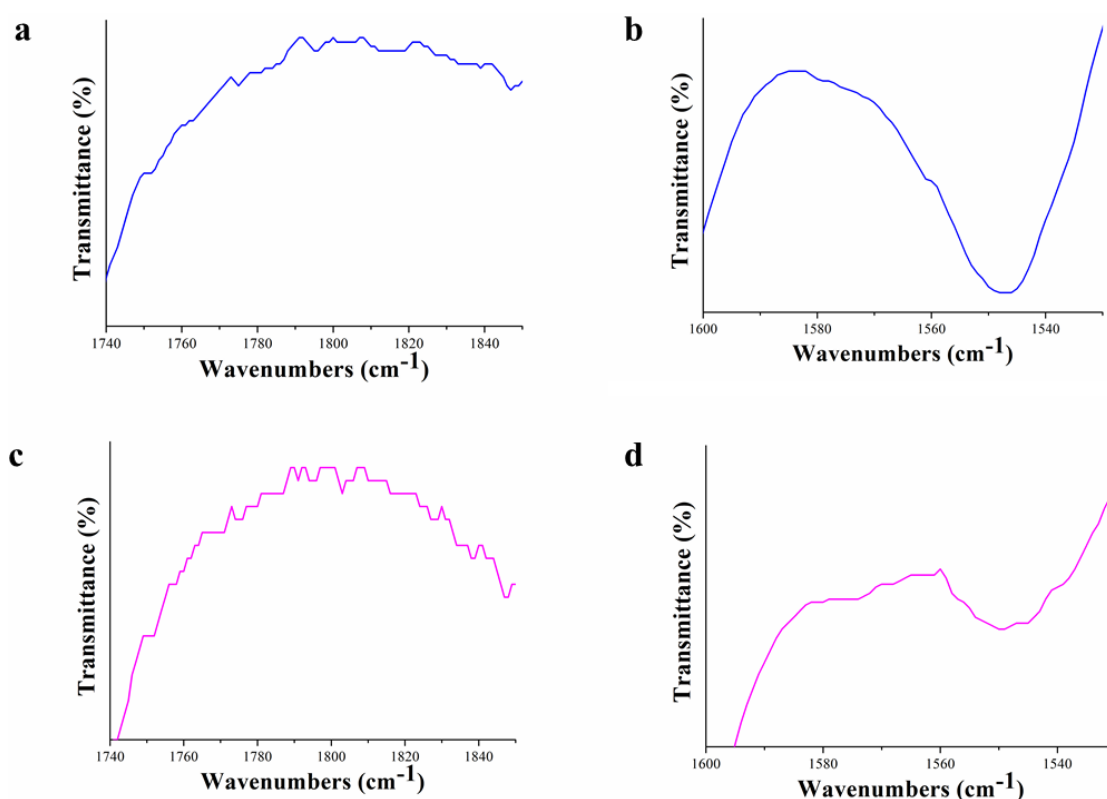 a
Transmittance (%)
1740 1760 1780 1800 1820 1840
Wavenumbers (cm-1)
b
Transmittance (%)
1600 1580 1560 1540
Wavenumbers (cm-1)
c
Transmittance (%)
1740 1760 1780 1800 1820 1840
Wavenumbers (cm-1)
d
Transmittance (%)
1600 1580 1560 1540
Wavenumbers (cm-1)